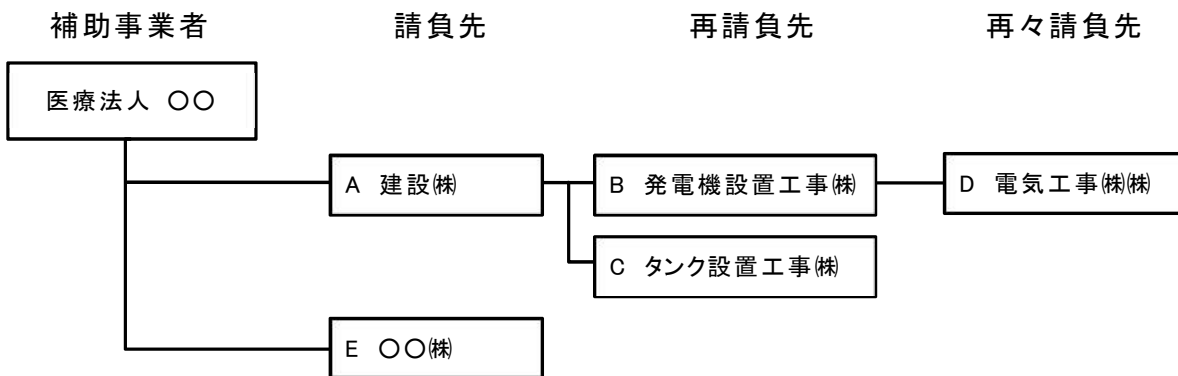 補助事業者 請負先 再請負先 再々請負先
医療法人 〇〇
A 建設㈱ B 発電機設置工事㈱ D 電気工事㈱㈱
C タンク設置工事㈱
E 〇〇㈱